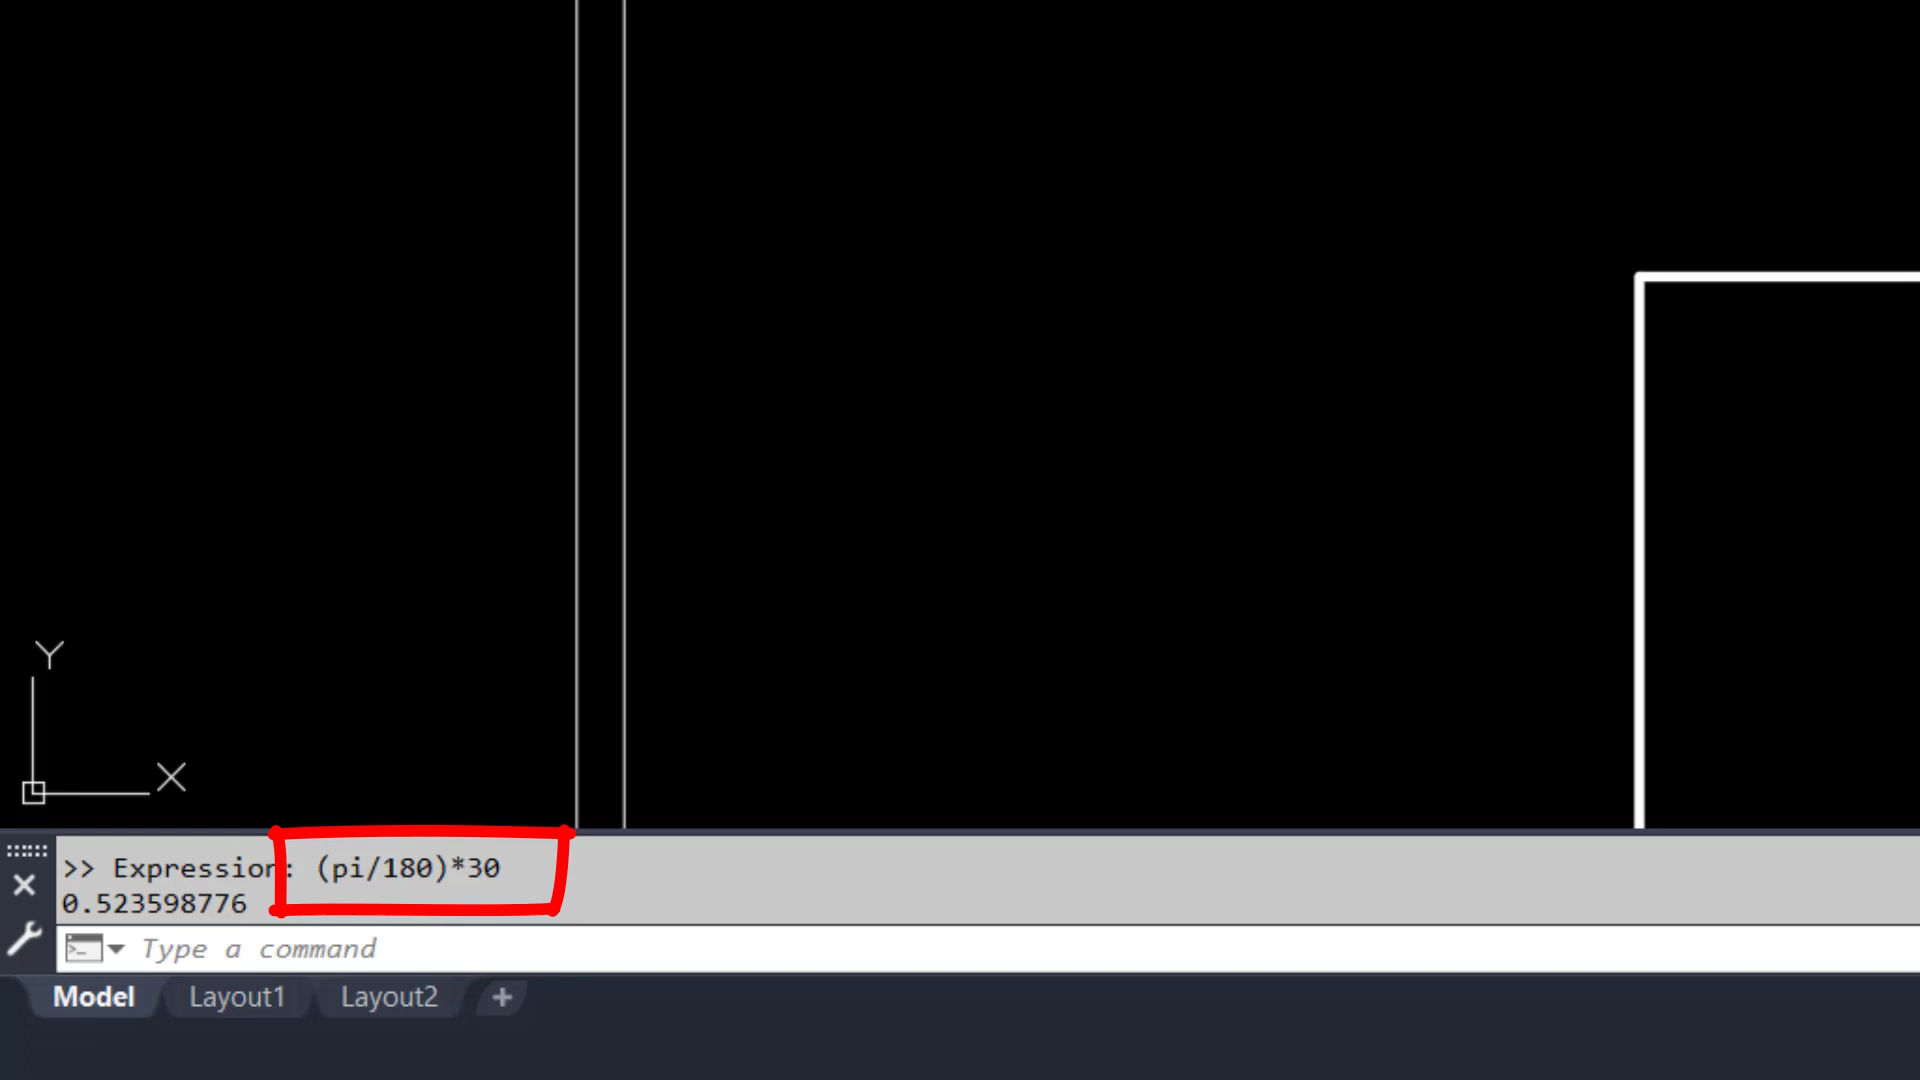 Y
X
>> Expression: (pi/180)*30
0.523598776
Type a command
Model Layout1 Layout2 +